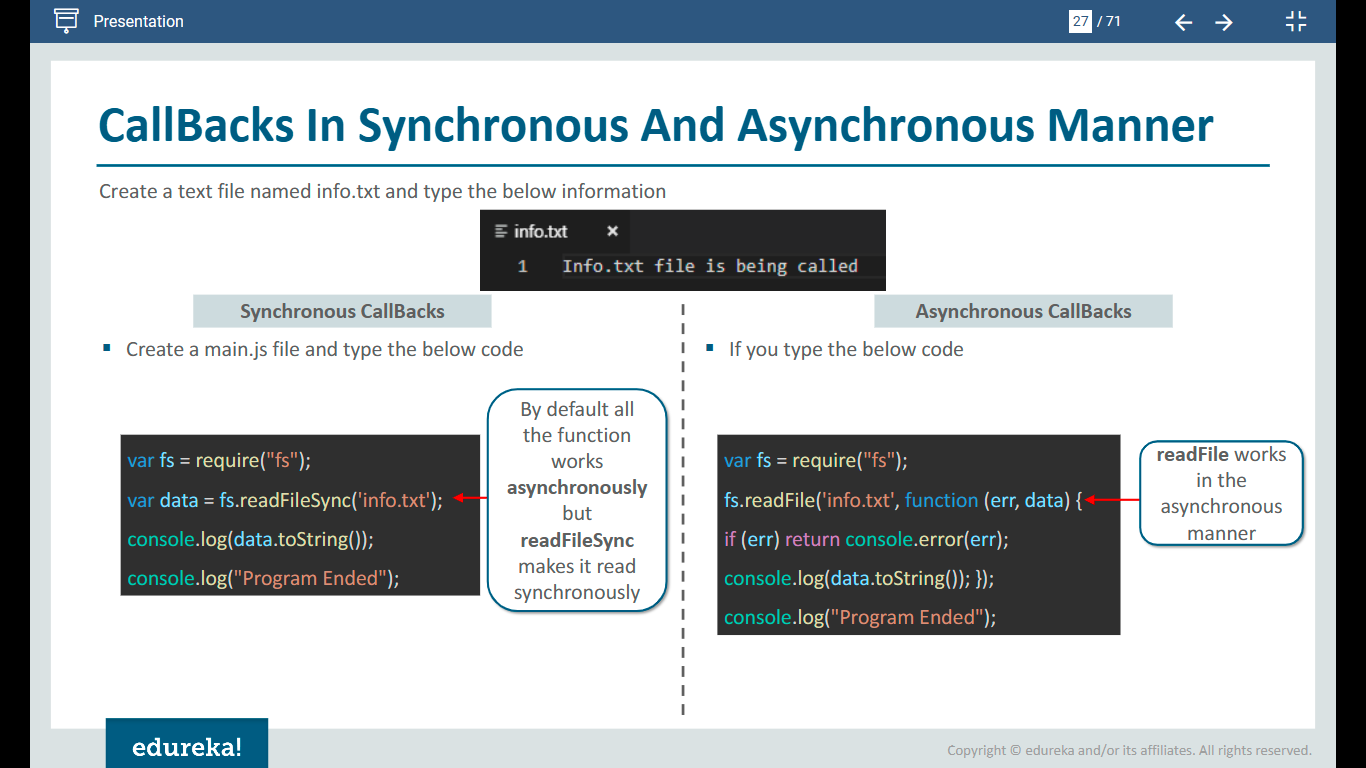 Presentation
27 / 71
CallBacks In Synchronous And Asynchronous Manner
Create a text file named info.txt and type the below information
info.txt ×
1 Info.txt file is being called
Synchronous CallBacks
▪ Create a main.js file and type the below code
var fs = require("fs");
var data = fs.readFileSync('info.txt');
console.log(data.toString());
console.log("Program Ended");
By default all
the function
works
asynchronously
but
readFileSync
makes it read
synchronously
Asynchronous CallBacks
▪ If you type the below code
var fs = require("fs");
fs.readFile('info.txt', function (err, data) {
if (err) return console.error(err);
console.log(data.toString()); });
console.log("Program Ended");
readFile works
in the
asynchronous
manner
edureka!
Copyright © edureka and/or its affiliates. All rights reserved.